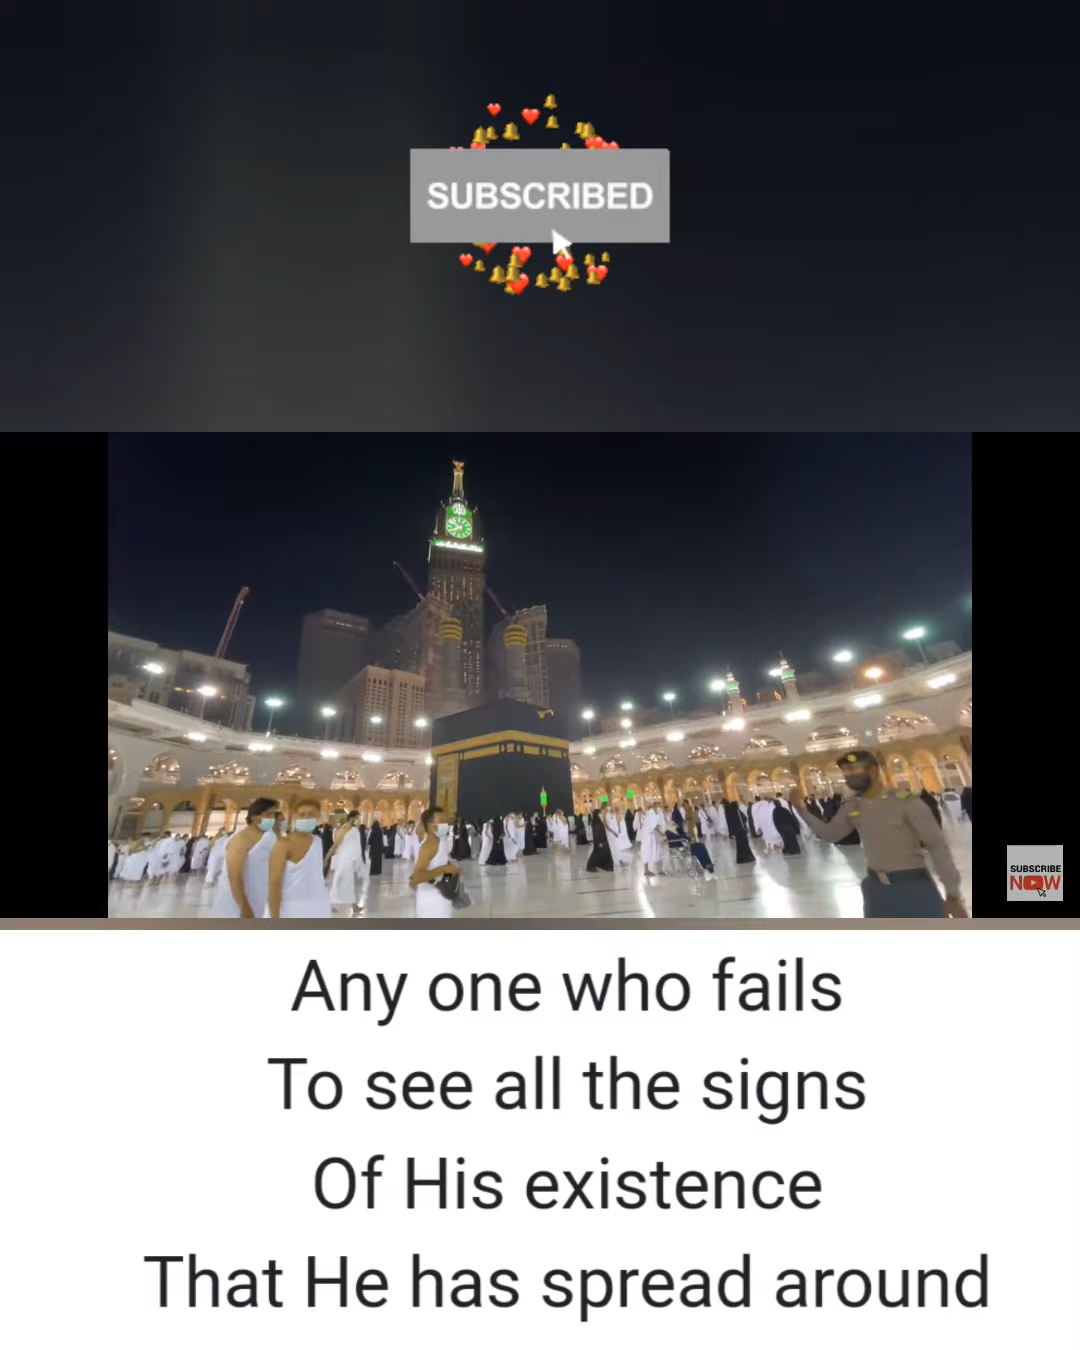 SUBSCRIBED
SUBSCRIBE
NOW
Any one who fails
To see all the signs
Of His existence
That He has spread around